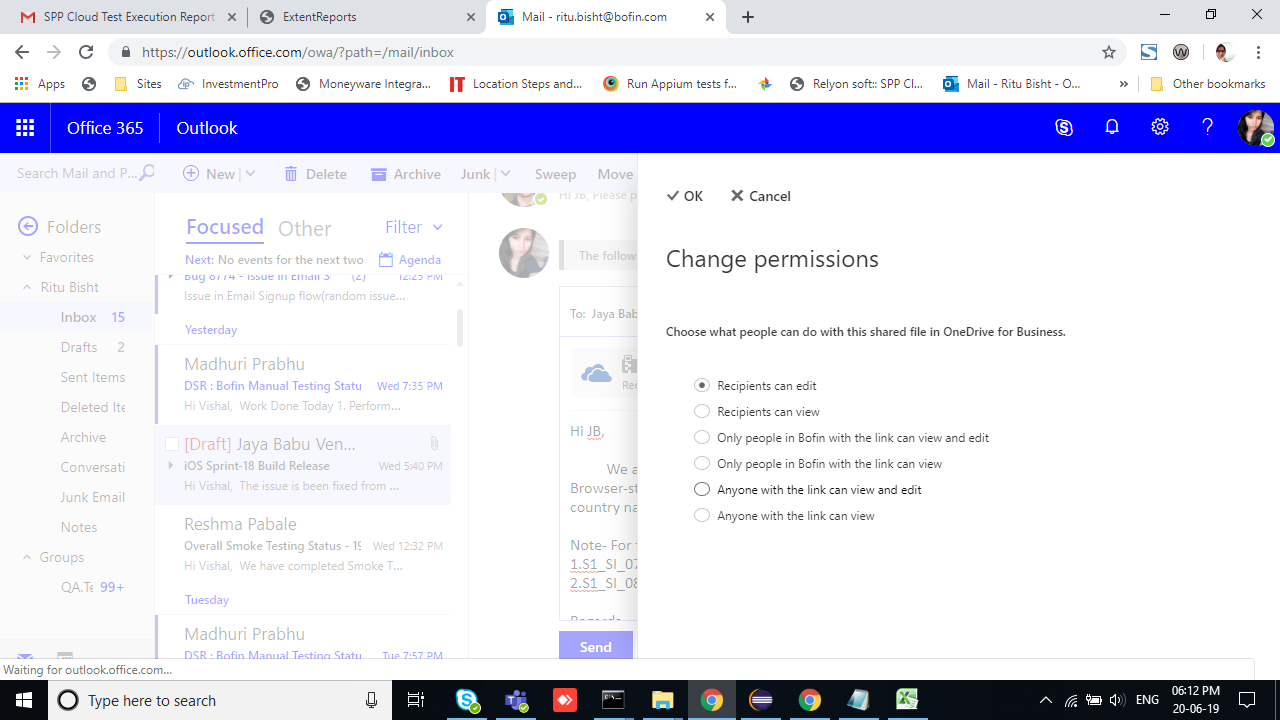 SPP Cloud Test Execution Report
ExtentReports
Mail - ritu.bisht@bofin.com
https://outlook.office.com/owa/?path=/mail/inbox
Apps
Sites
InvestmentPro
Moneyware Integra...
Location Steps and...
Run Appium tests f...
Relyon soft:: SPP Cl...
Mail - Ritu Bisht - O...
Other bookmarks
Office 365
Outlook
Search Mail and P...
New
Delete
Archive
Junk
Sweep
Move
Folders
Favorites
Ritu Bisht
Inbox 15
Drafts 2
Sent Items
Deleted Ite
Archive
Conversati
Junk Email
Notes
Groups
QA.Te 99+
Focused Other Filter
Next: No events for the next two Agenda
Bug 8774 - Issue in Email S (2) 12:25 PM
Issue in Email Signup flow(random issue...
Yesterday
Madhuri Prabhu
DSR : Bofin Manual Testing Statu Wed 7:35 PM
Hi Vishal, Work Done Today 1. Perform...
[Draft] Jaya Babu Ven...
iOS Sprint-18 Build Release Wed 5:40 PM
Hi Vishal, The issue is been fixed from ...
Reshma Pabale
Overall Smoke Testing Status - 19 Wed 12:32 PM
Hi Vishal, We have completed Smoke T...
Tuesday
Madhuri Prabhu
DSR : Bofin Manual Testing Statu Tue 7:57 PM
Hi JB, Please p
The follow
To: Jaya Bab
Rec
Hi JB,
We a
Browser-st
country na
Note- For t
1.S1_SI_07
2.S1_SI_08
Regards
Send
OK Cancel
Change permissions
Choose what people can do with this shared file in OneDrive for Business.
Recipients can edit
Recipients can view
Only people in Bofin with the link can view and edit
Only people in Bofin with the link can view
Anyone with the link can view and edit
Anyone with the link can view
Waiting for outlook.office.com...
Type here to search
ENG
06:12 PM
20-06-19